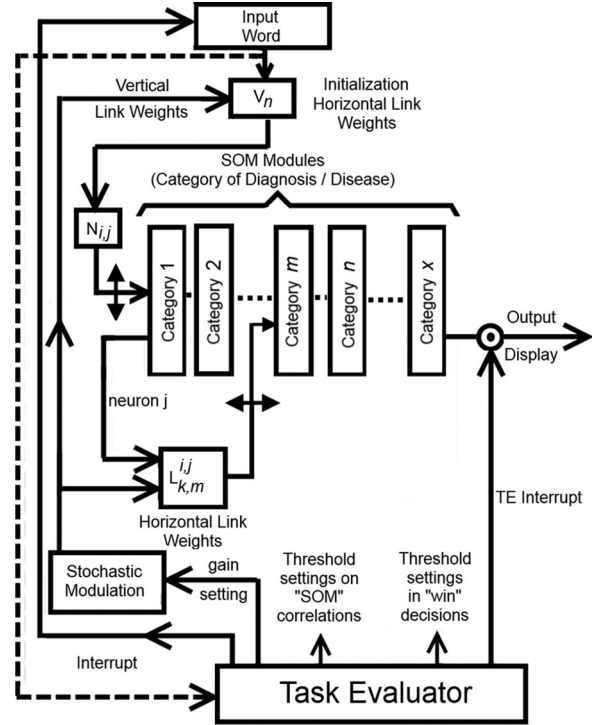 Input
Word
Vertical
Link Weights
Vn
Initialization
Horizontal Link
Weights
SOM Modules
(Category of Diagnosis / Disease)
Ni,j
Category 1
Category 2
Category m
Category n
Category x
Output
Display
neuron j
L i,j k,m
Horizontal Link
Weights
TE Interrupt
Stochastic
Modulation
gain
setting
Threshold
settings on
"SOM"
correlations
Threshold
settings
in "win"
decisions
Interrupt
Task Evaluator